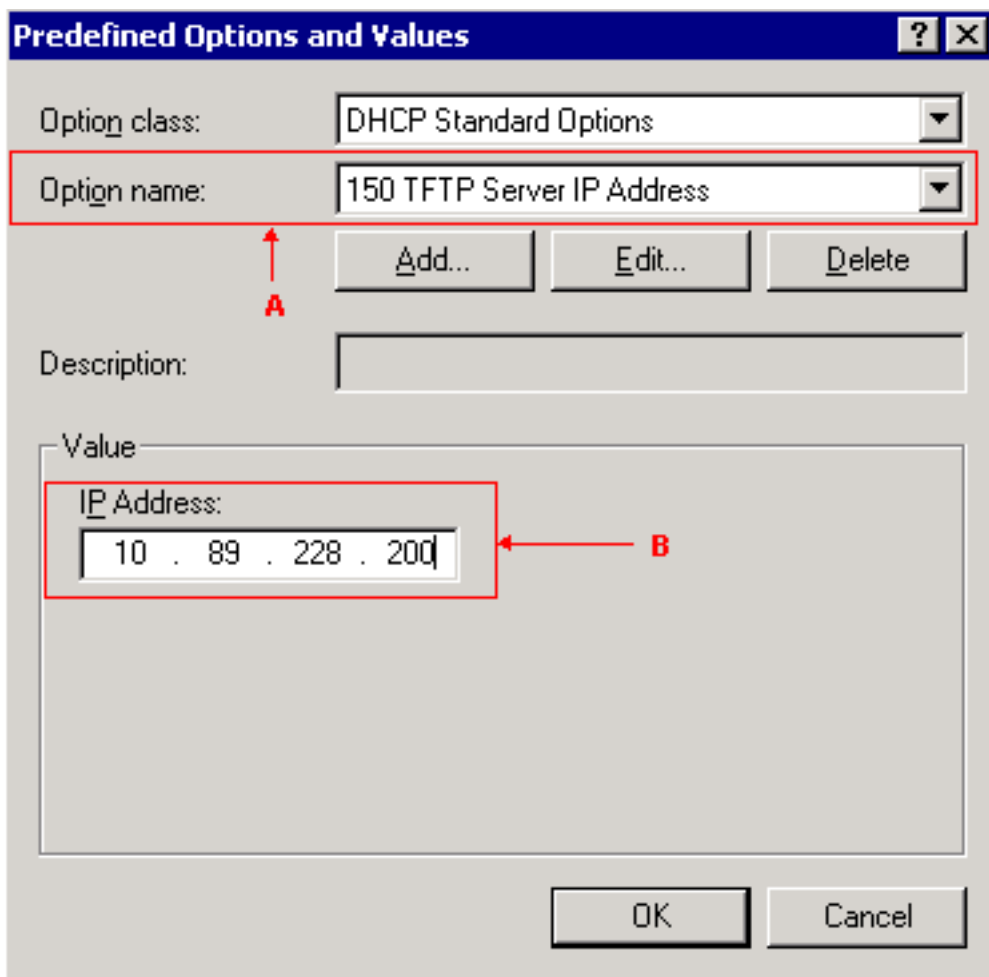 Predefined Options and Values
Option class: DHCP Standard Options
Option name: 150 TFTP Server IP Address
Add... Edit... Delete
A
Description:
Value
IP Address:
10 . 89 . 228 . 200
B
OK Cancel